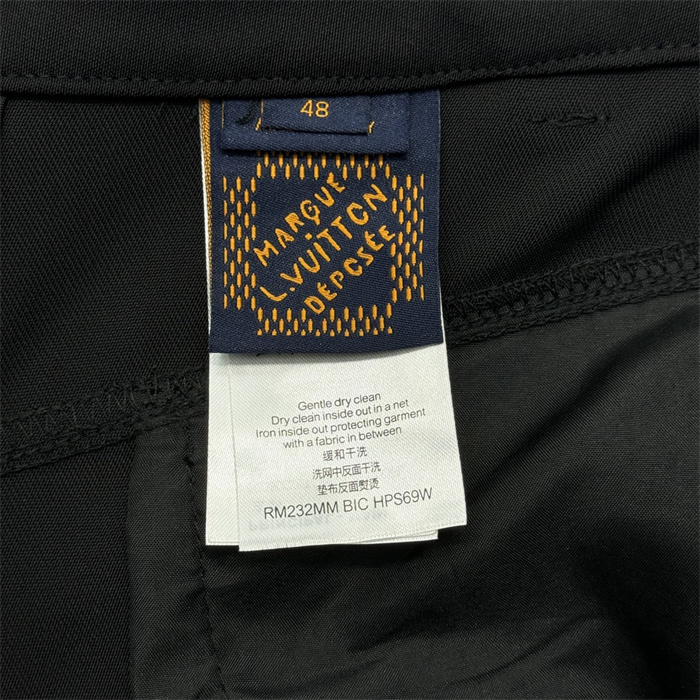 48
MARQUE
L.VUITTON
DÉPOSÉE
Gentle dry clean
Dry clean inside out in a net
Iron inside out protecting garment
with a fabric in between
缓和干洗
洗网中反面干洗
垫布反面熨烫
RM232MM BIC HPS69W